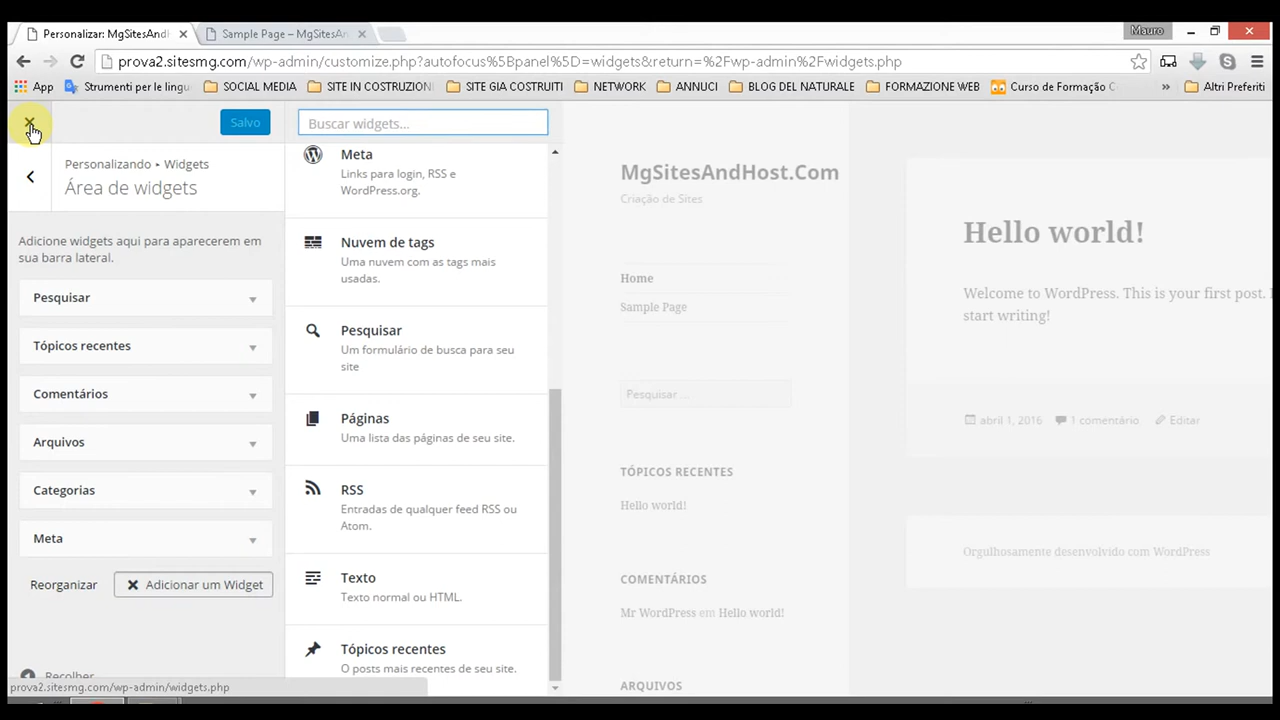 Personalizar: MgSitesAndH
Sample Page – MgSitesAn
Mauro
prova2.sitesmg.com/wp-admin/customize.php?autofocus%5Bpanel%5D=widgets&return=%2Fwp-admin%2Fwidgets.php
App
Strumenti per le lingu
SOCIAL MEDIA
SITE IN COSTRUZION
SITE GIA COSTRUITI
NETWORK
ANNUCI
BLOG DEL NATURALE
FORMAZIONE WEB
Curso de Formação C
»
Altri Preferiti
Salvo
Buscar widgets...
Personalizando ▸ Widgets
Área de widgets
Adicione widgets aqui para aparecerem em
sua barra lateral.
Pesquisar
Tópicos recentes
Comentários
Arquivos
Categorias
Meta
Reorganizar
Adicionar um Widget
Recolher
prova2.sitesmg.com/wp-admin/widgets.php
Meta
Links para login, RSS e
WordPress.org.
Nuvem de tags
Uma nuvem com as tags mais
usadas.
Pesquisar
Um formulário de busca para seu
site
Páginas
Uma lista das páginas de seu site.
RSS
Entradas de qualquer feed RSS ou
Atom.
Texto
Texto normal ou HTML.
Tópicos recentes
O posts mais recentes de seu site.
MgSitesAndHost.Com
Criação de Sites
Home
Sample Page
Pesquisar ...
TÓPICOS RECENTES
Hello world!
COMENTÁRIOS
Mr WordPress em Hello world!
ARQUIVOS
Hello world!
Welcome to WordPress. This is your first post.
start writing!
abril 1, 2016
1 comentário
Editar
Orgulhosamente desenvolvido com WordPress